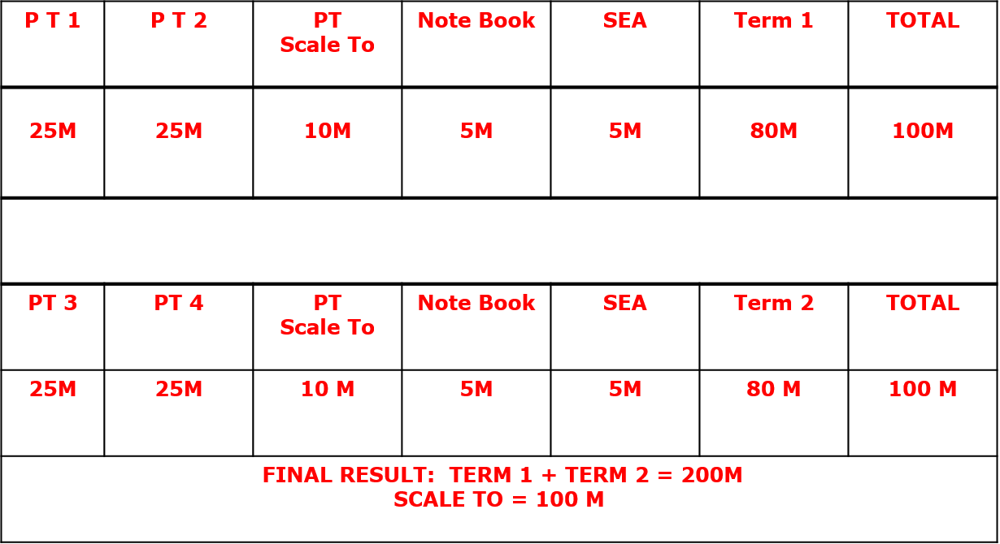 P T 1 P T 2 PT Note Book SEA Term 1 TOTAL
Scale To
25M 25M 10M 5M 5M 80M 100M
PT 3 PT 4 PT Note Book SEA Term 2 TOTAL
Scale To
25M 25M 10 M 5M 5M 80 M 100 M
FINAL RESULT: TERM 1 + TERM 2 = 200M
SCALE TO = 100 M